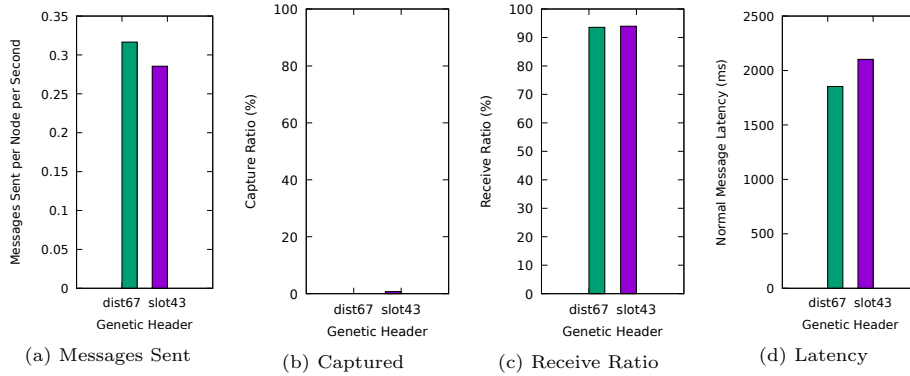 Messages Sent per Node per Second
0.35
0.3
0.25
0.2
0.15
0.1
0.05
0
dist67 slot43
Genetic Header
(a) Messages Sent
Capture Ratio (%)
100
80
60
40
20
0
dist67 slot43
Genetic Header
(b) Captured
Receive Ratio (%)
100
90
80
70
60
50
40
30
20
10
0
dist67 slot43
Genetic Header
(c) Receive Ratio
Normal Message Latency (ms)
2500
2000
1500
1000
500
0
dist67 slot43
Genetic Header
(d) Latency